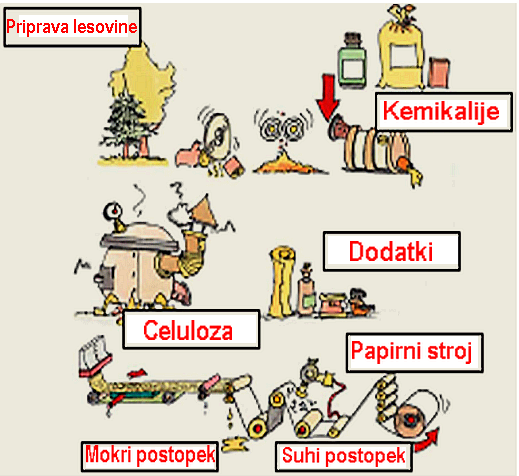 Priprava lesovine
Kemikalije
Dodatki
Celuloza
Papirni stroj
Mokri postopek
Suhi postopek